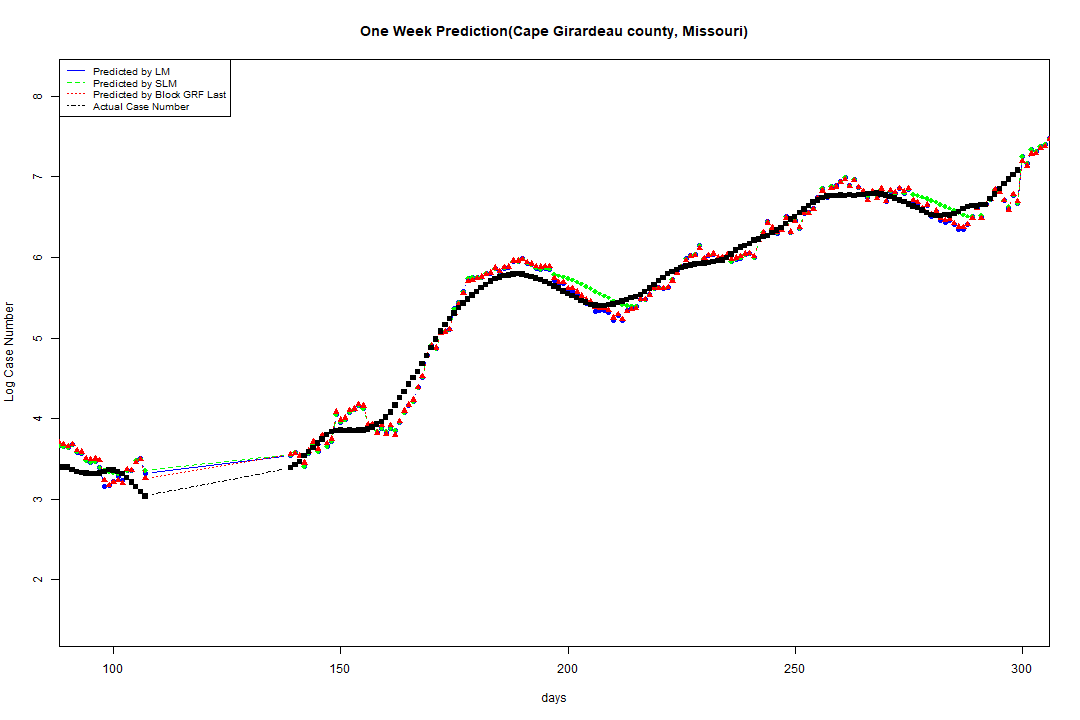 One Week Prediction(Cape Girardeau county, Missouri)
Predicted by LM
Predicted by SLM
Predicted by Block GRF Last
Actual Case Number
8
7
6
5
4
3
2
Log Case Number
100 150 200 250 300
days